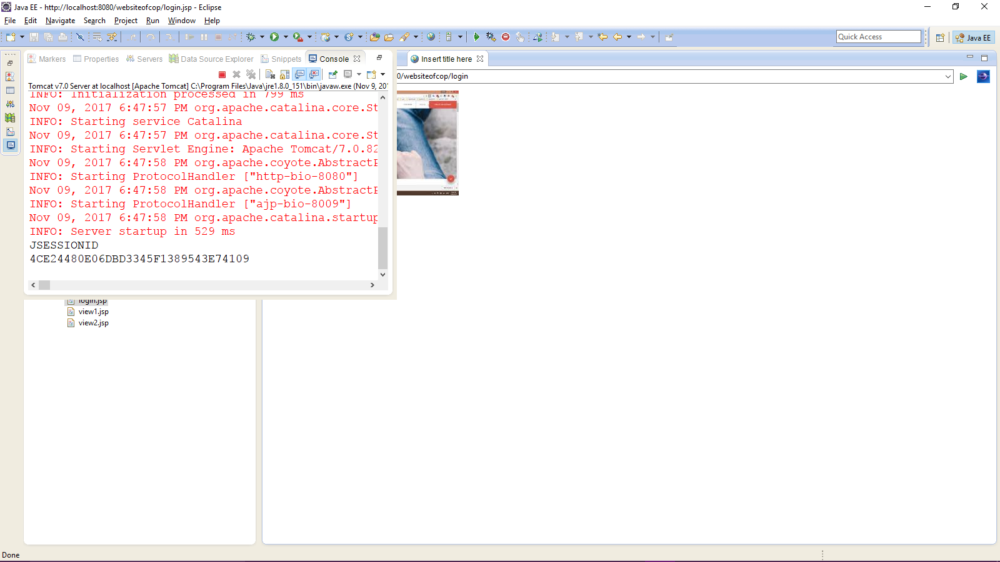 Java EE - http://localhost:8080/websiteofcop/login.jsp - Eclipse
File Edit Navigate Search Project Run Window Help
Quick Access
Java EE
Markers Properties Servers Data Source Explorer Snippets Console
Insert title here
0/websiteofcop/login
Tomcat v7.0 Server at localhost [Apache Tomcat] C:\Program Files\Java\jre1.8.0_151\bin\javaw.exe (Nov 9, 201
INFO: Initialization processed in 799 ms
Nov 09, 2017 6:47:57 PM org.apache.catalina.core.St
INFO: Starting service Catalina
Nov 09, 2017 6:47:57 PM org.apache.catalina.core.St
INFO: Starting Servlet Engine: Apache Tomcat/7.0.82
Nov 09, 2017 6:47:58 PM org.apache.coyote.AbstractP
INFO: Starting ProtocolHandler ["http-bio-8080"]
Nov 09, 2017 6:47:58 PM org.apache.coyote.AbstractP
INFO: Starting ProtocolHandler ["ajp-bio-8009"]
Nov 09, 2017 6:47:58 PM org.apache.catalina.startup
INFO: Server startup in 529 ms
JSESSIONID
4CE24480E06DBD3345F1389543E74109
login.jsp
view1.jsp
view2.jsp
Done